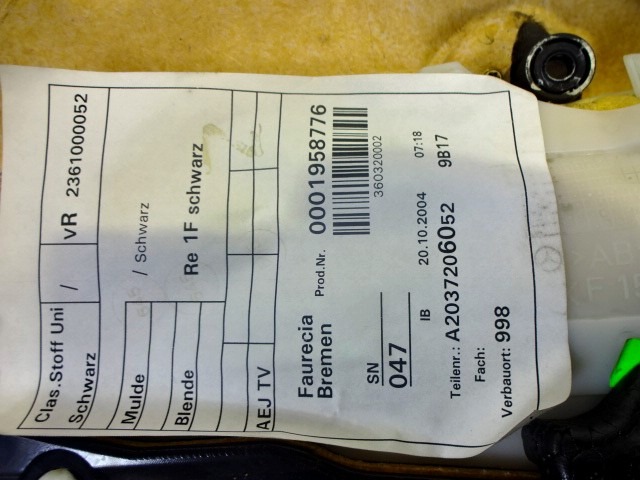 Clas.Stoff Uni / vR 2361000052
Schwarz
Mulde / Schwarz
Blende Re 1F schwarz
AEJ TV
Faurecia Prod.Nr. 0001958776
Bremen
360320002
SN
047 IB 20.10.2004 07:18
Teilenr.: A2037206052 9B17
Fach:
Verbauort: 998